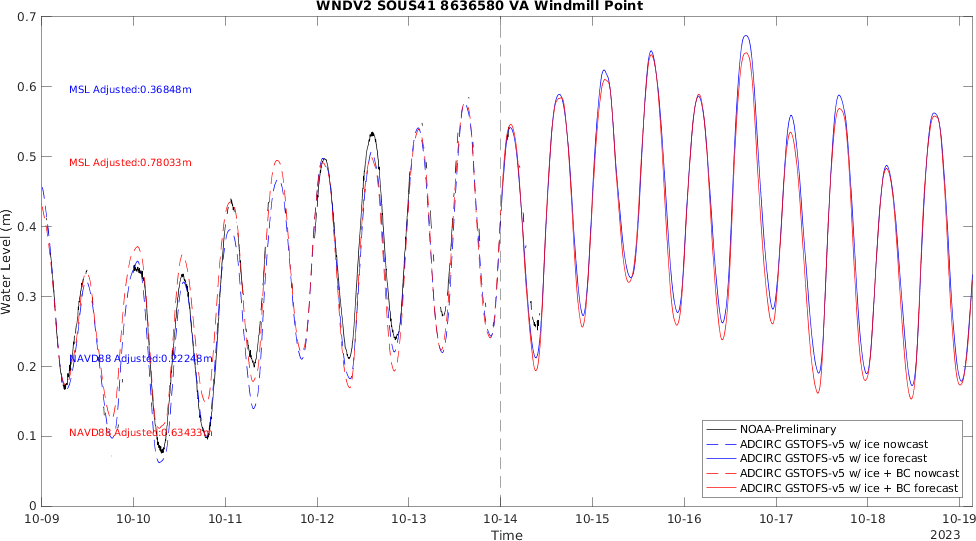 WNDV2 SOUS41 8636580 VA Windmill Point
0.7
0.6
0.5
0.4
0.3
0.2
0.1
0
Water Level (m)
MSL Adjusted:0.36848m
MSL Adjusted:0.78033m
NAVD88 Adjusted:0.22248m
NAVD88 Adjusted:0.63433m
NOAA-Preliminary
ADCIRC GSTOFS-v5 w/ ice nowcast
ADCIRC GSTOFS-v5 w/ ice forecast
ADCIRC GSTOFS-v5 w/ ice + BC nowcast
ADCIRC GSTOFS-v5 w/ ice + BC forecast
10-09 10-10 10-11 10-12 10-13 10-14 10-15 10-16 10-17 10-18 10-19
Time
2023